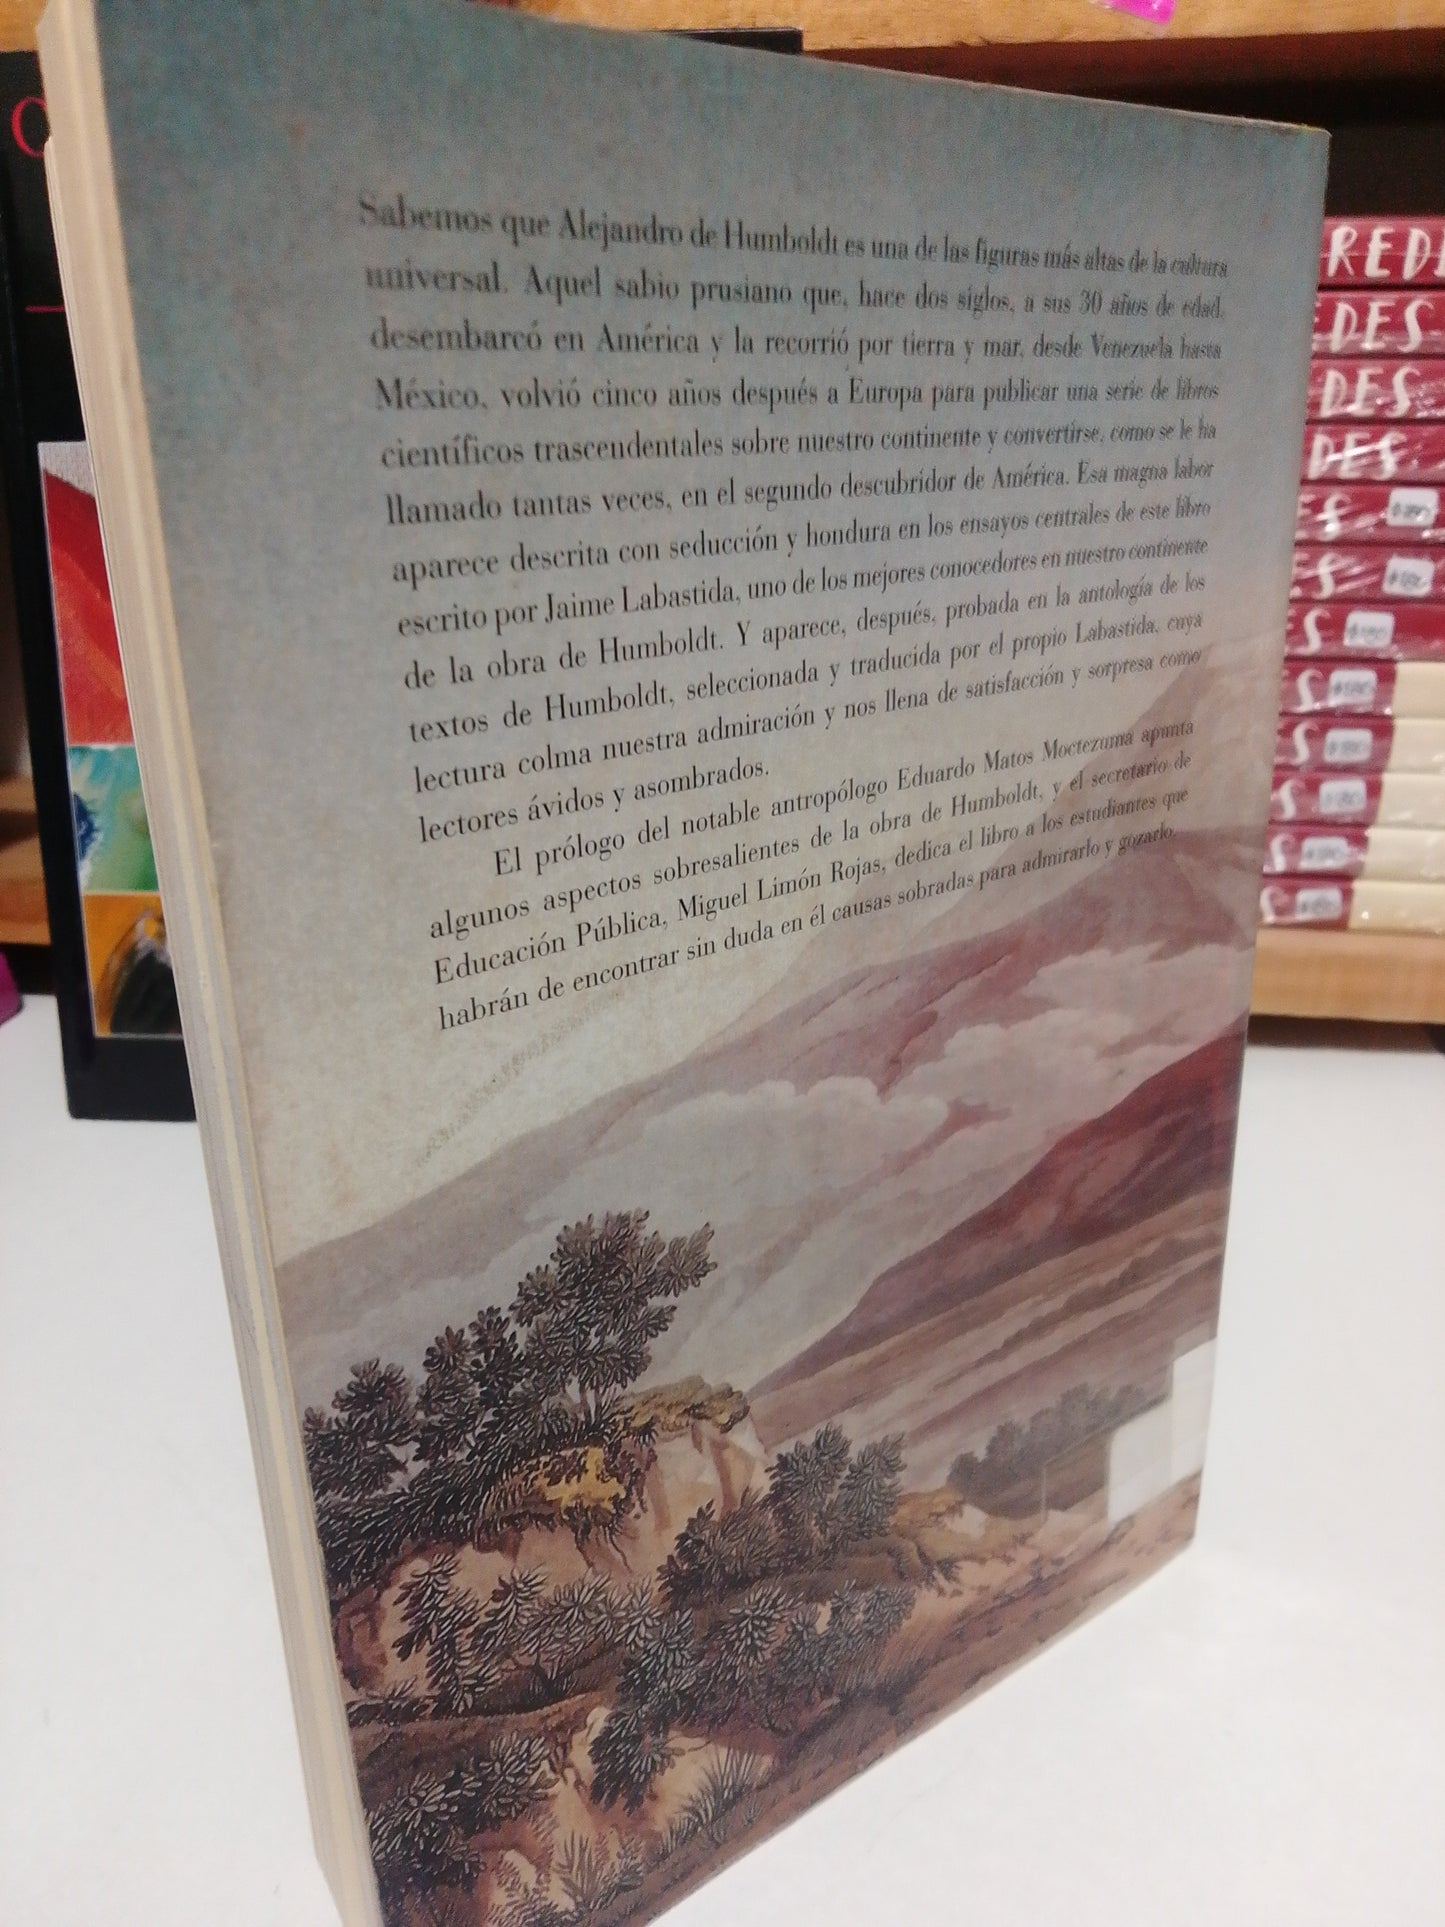 Sabemos que Alejandro de Humboldt es una de las figuras más altas de la cultura
universal. Aquel sabio prusiano que, hace dos siglos, a sus 30 años de edad,
desembarcó en América y la recorrió por tierra y mar, desde Venezuela hasta
México, volvió cinco años después a Europa para publicar una serie de libros
científicos trascendentales sobre nuestro continente y convertirse, como se le ha
llamado tantas veces, en el segundo descubridor de América. Esa magna labor
aparece descrita con seducción y hondura en los ensayos centrales de este libro
escrito por Jaime Labastida, uno de los mejores conocedores en nuestro continente
de la obra de Humboldt. Y aparece, después, probada en la antología de los
textos de Humboldt, seleccionada y traducida por el propio Labastida, cuya
lectura colma nuestra admiración y nos llena de satisfacción y sorpresa como
lectores ávidos y asombrados.
El prólogo del notable antropólogo Eduardo Matos Moctezuma apunta
algunos aspectos sobresalientes de la obra de Humboldt, y el secretario de
Educación Pública, Miguel Limón Rojas, dedica el libro a los estudiantes que
habrán de encontrar sin duda en él causas sobradas para admirarlo y gozarlo.
REDE
EDES
DES
DES
ES
ES
S
S
S
S
S
S